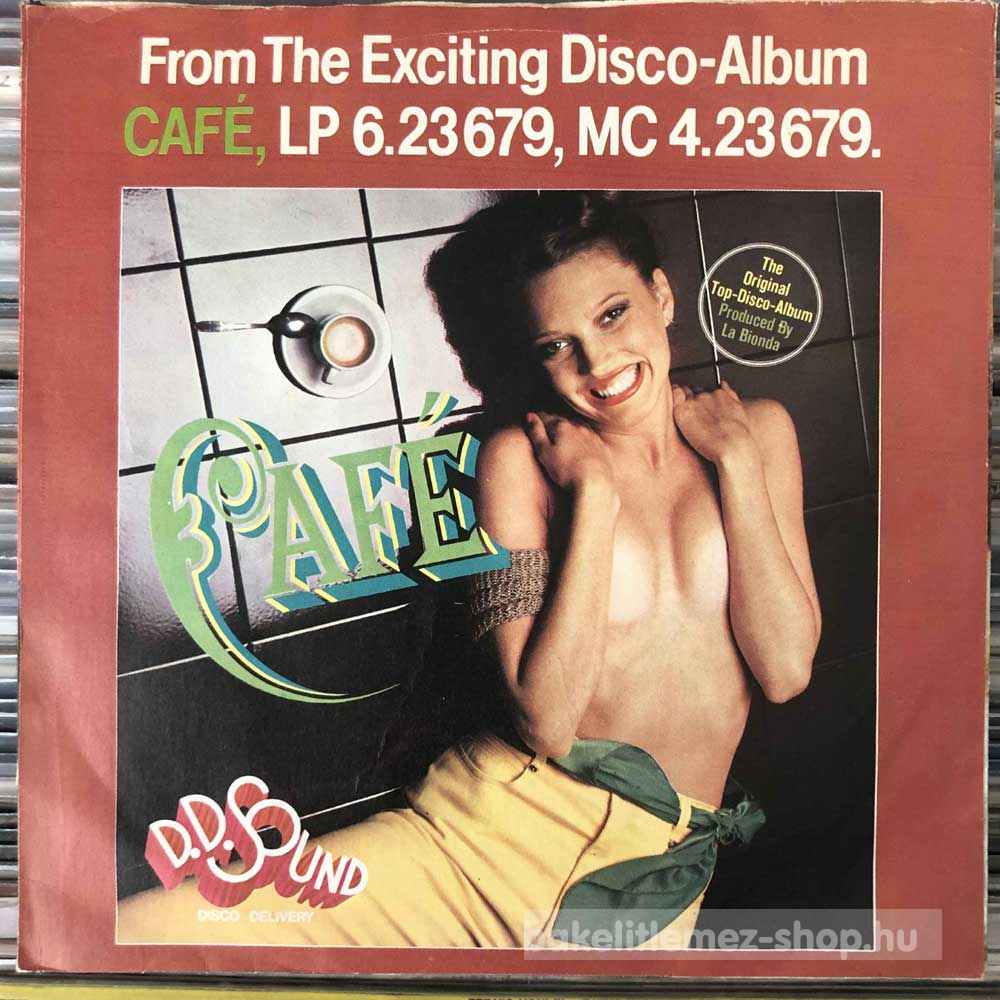 From The Exciting Disco-Album
CAFÉ, LP 6.23679, MC 4.23679.
The
Original
Top-Disco-Album
Produced By
La Bionda
CAFÉ
D.D. SOUND
DISCO DELIVERY
bakelitlemez-shop.hu